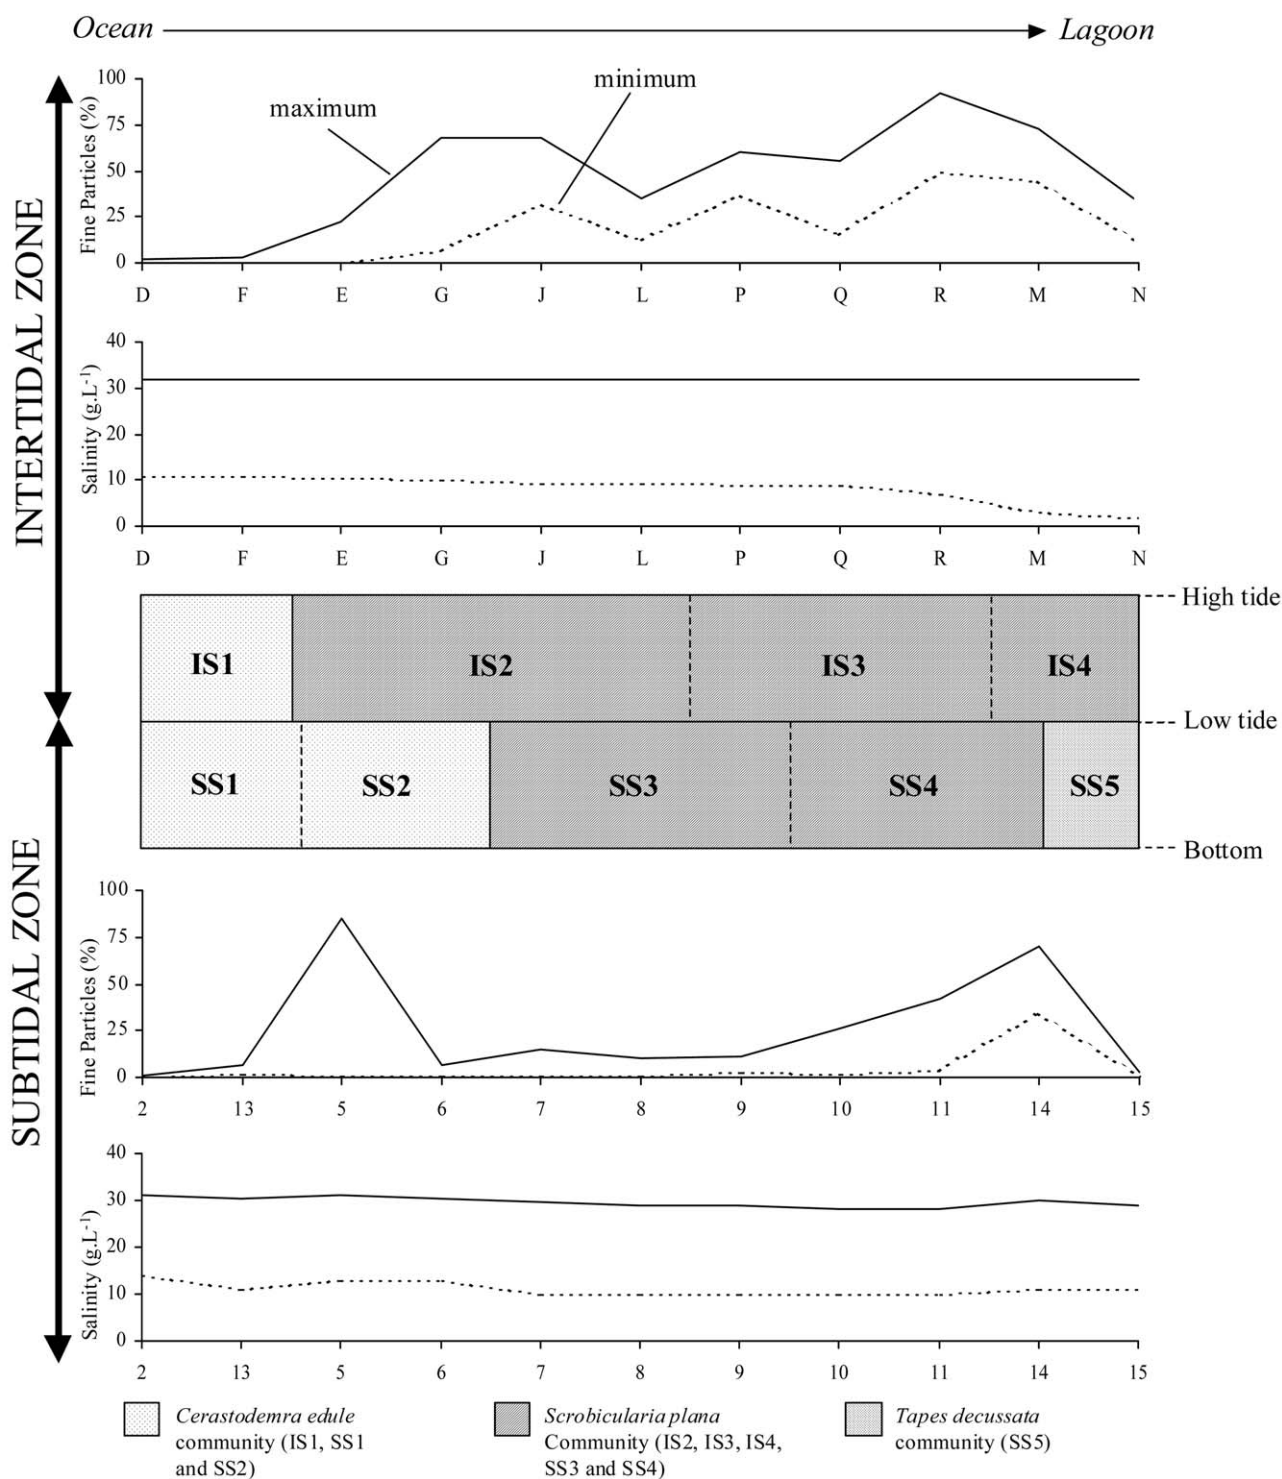 Ocean
Lagoon
INTERTIDAL ZONE
Fine Particles (%)
100
75
50
25
0
maximum
minimum
D F E G J L P Q R M N
Salinity (g.L-1)
40
30
20
10
0
D F E G J L P Q R M N
High tide
IS1 IS2 IS3 IS4
Low tide
SUBTIDAL ZONE
SS1 SS2 SS3 SS4 SS5
Bottom
Fine Particles (%)
100
75
50
25
0
2 13 5 6 7 8 9 10 11 14 15
Salinity (g.L-1)
40
30
20
10
0
2 13 5 6 7 8 9 10 11 14 15
Cerastodemra edule
community (IS1, SS1
and SS2)
Scrobicularia plana
Community (IS2, IS3, IS4,
SS3 and SS4)
Tapes decussata
community (SS5)